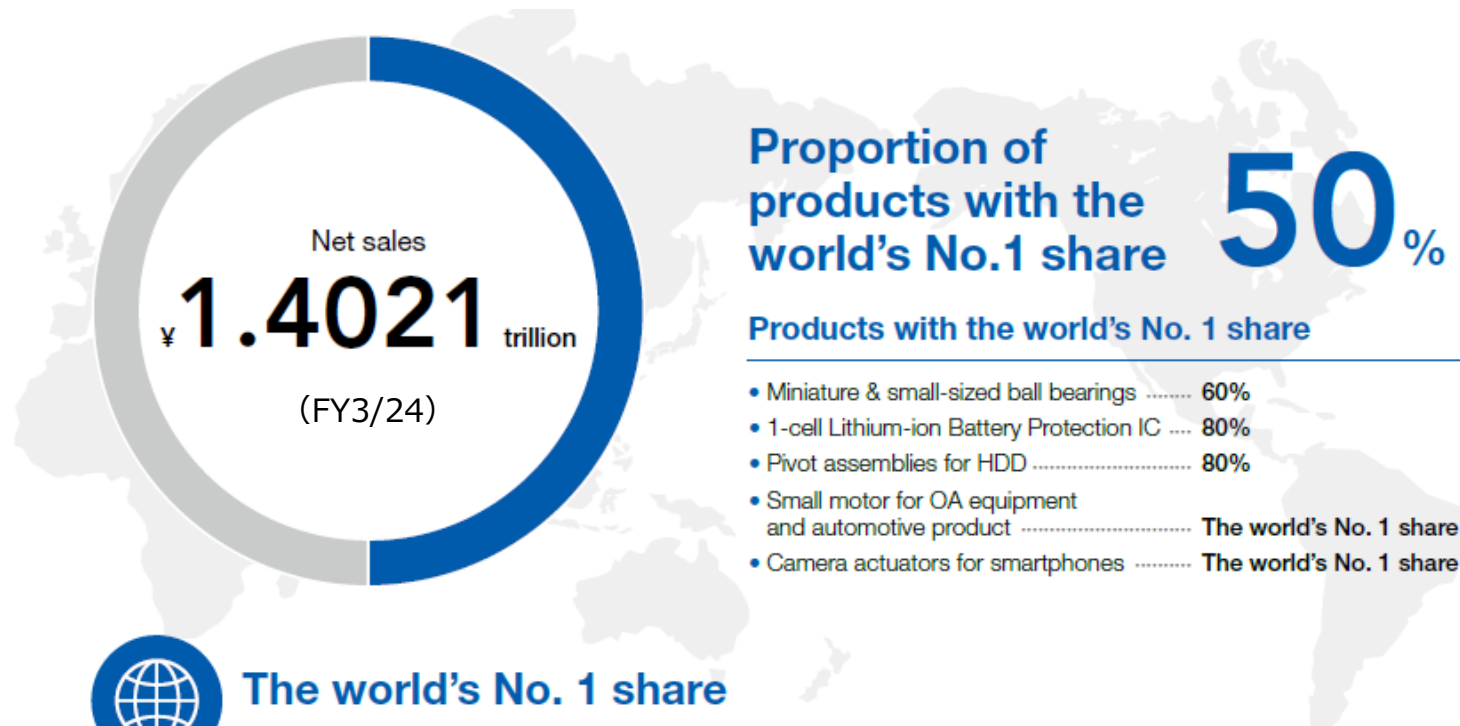 Net sales
¥1.4021 trillion
（FY3/24）
Proportion of
products with the
world's No.1 share
50%
Products with the world's No. 1 share
• Miniature & small-sized ball bearings ........ 60%
• 1-cell Lithium-ion Battery Protection IC .... 80%
• Pivot assemblies for HDD ............................ 80%
• Small motor for OA equipment
and automotive product .............................. The world's No. 1 share
• Camera actuators for smartphones .......... The world's No. 1 share
The world's No. 1 share